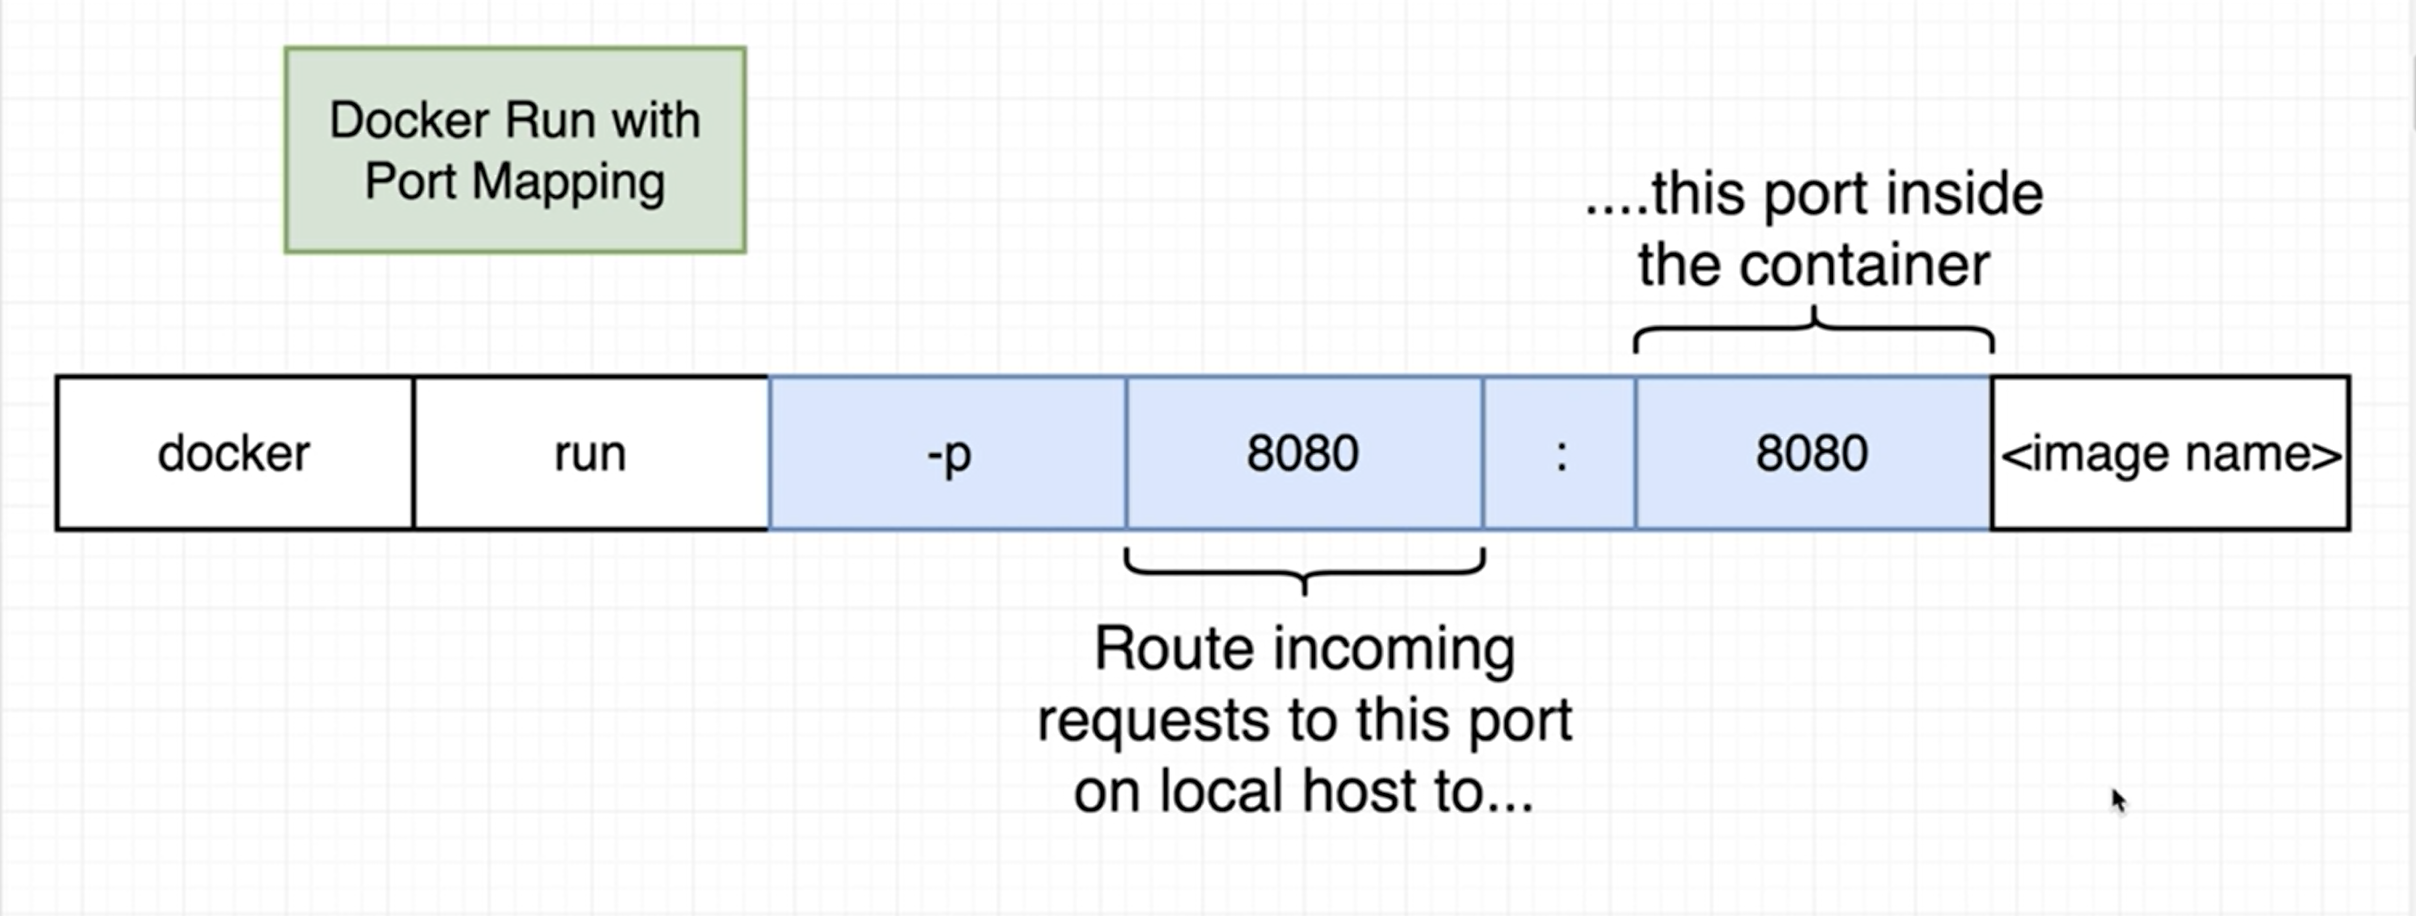 Docker Run with
Port Mapping
....this port inside
the container
docker run -p 8080 : 8080 <image name>
Route incoming
requests to this port
on local host to...